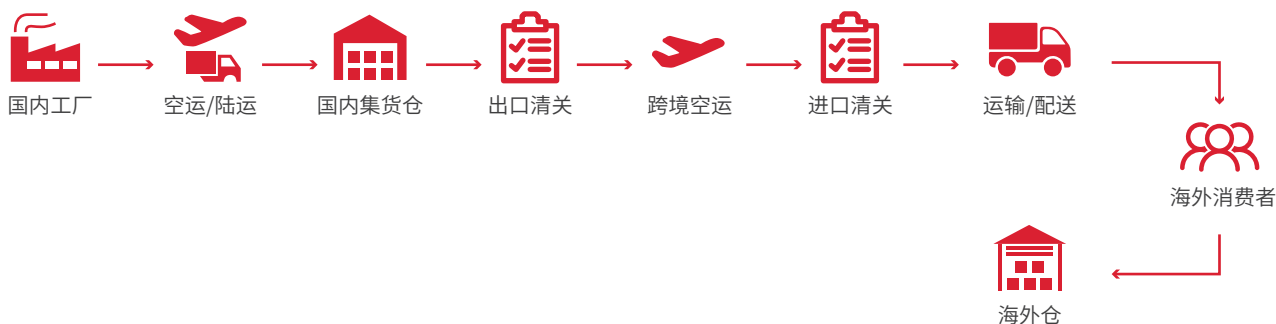 国内工厂
空运/陆运
国内集货仓
出口清关
跨境空运
进口清关
运输/配送
海外消费者
海外仓